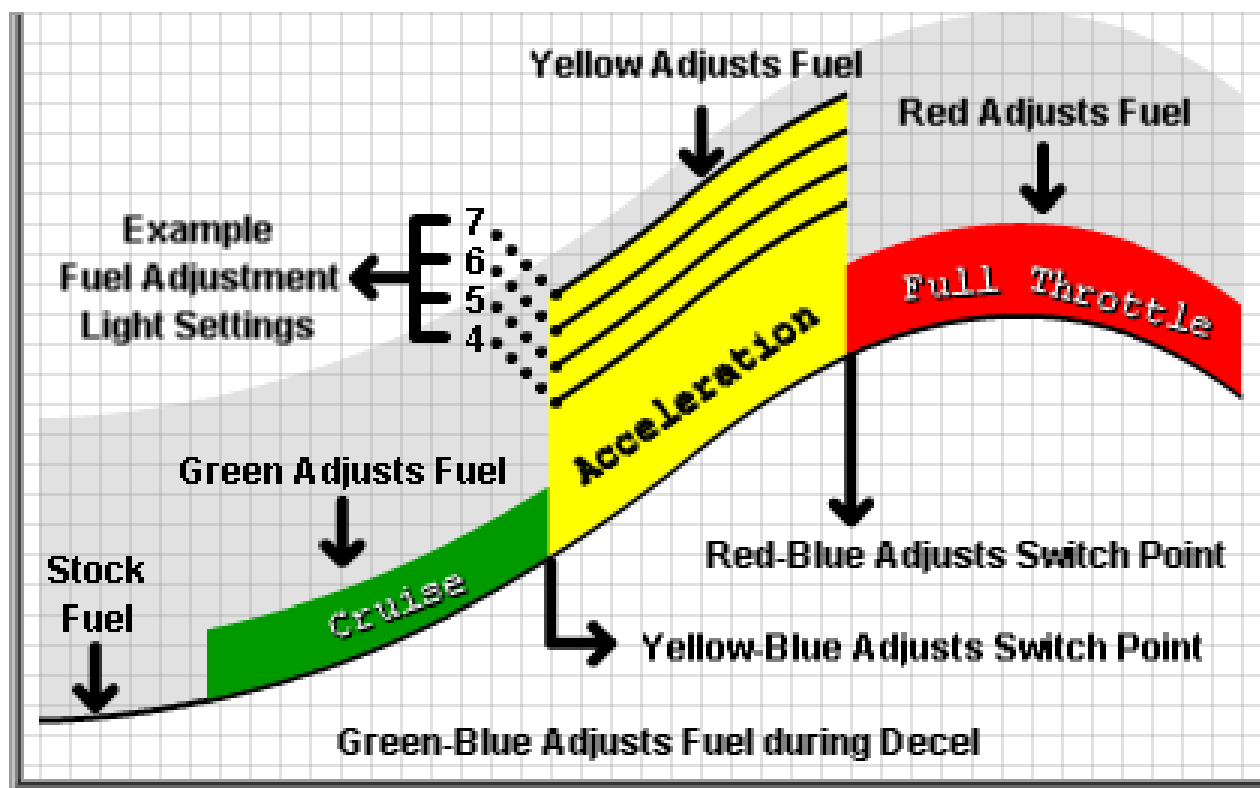 Yellow Adjusts Fuel
Red Adjusts Fuel
Example
Fuel Adjustment
Light Settings
7
6
5
4
Full Throttle
Acceleration
Green Adjusts Fuel
Cruise
Stock
Fuel
Red-Blue Adjusts Switch Point
Yellow-Blue Adjusts Switch Point
Green-Blue Adjusts Fuel during Decel